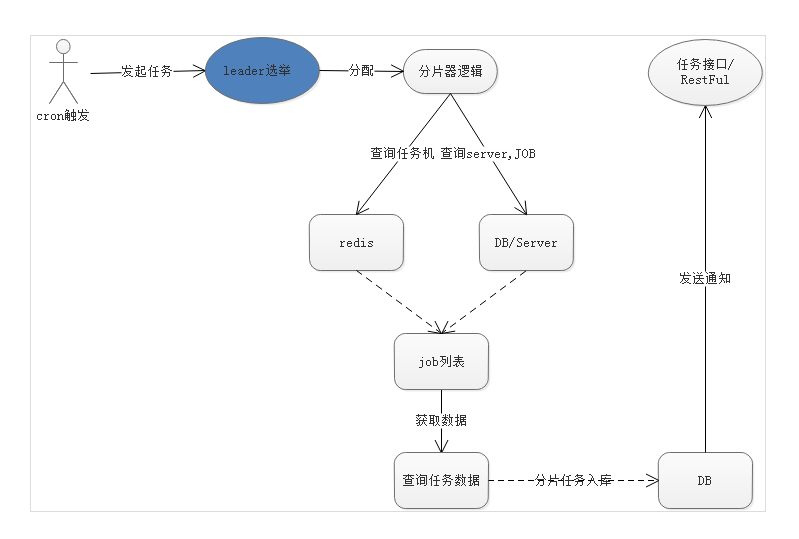 cron触发
发起任务
leader选举
分配
分片器逻辑
任务接口/
RestFul
查询任务机
查询server,JOB
redis
DB/Server
发送通知
job列表
获取数据
查询任务数据
分片任务入库
DB